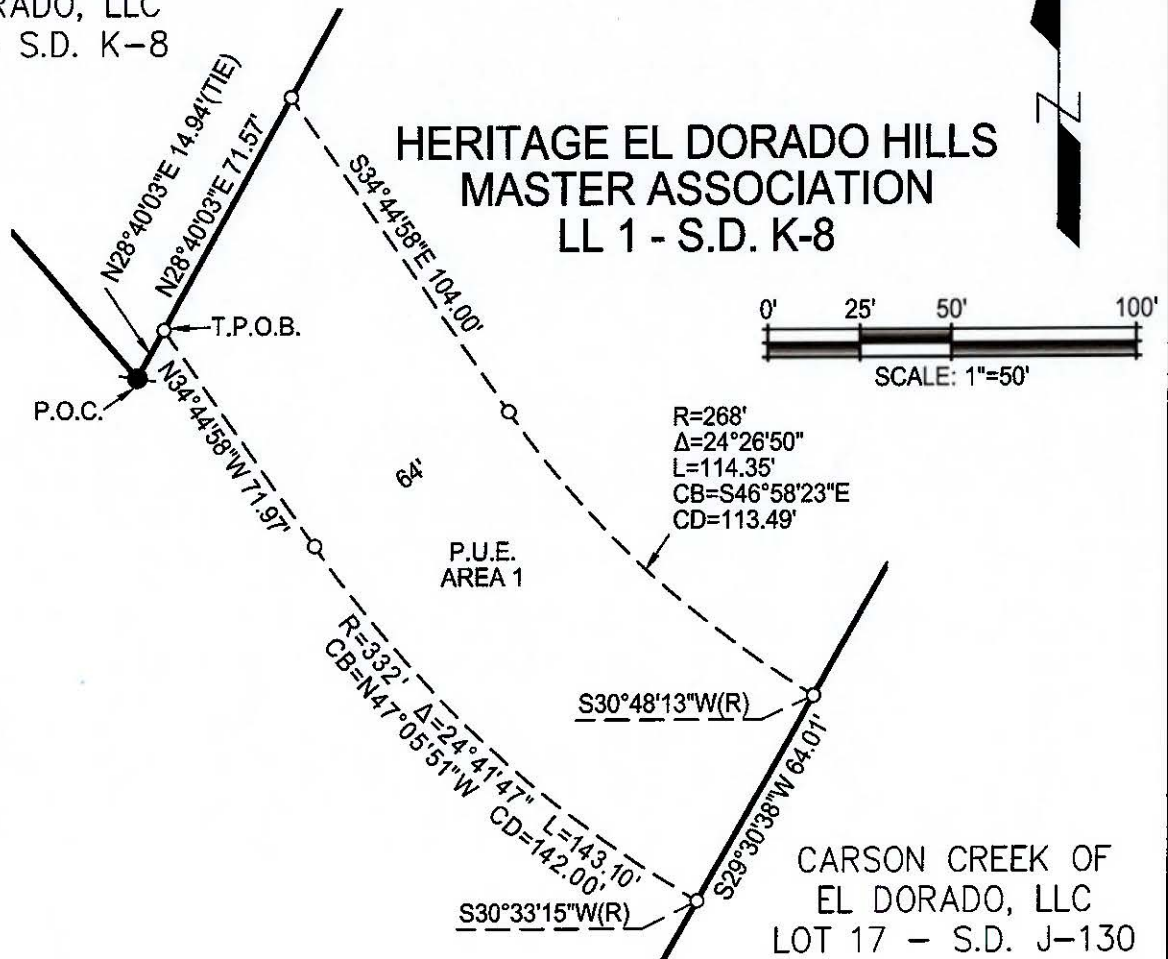 RADO, LLC
S.D. K-8
N28°40'03"E 14.94'(TIE)
N28°40'03"E 71.57'
S34°44'58"E 104.00'
HERITAGE EL DORADO HILLS
MASTER ASSOCIATION
LL 1 - S.D. K-8
Z
0' 25' 50' 100'
SCALE: 1"=50'
T.P.O.B.
P.O.C.
N34°44'58"W 71.97'
64'
P.U.E.
AREA 1
R=268'
Δ=24°26'50"
L=114.35'
CB=S46°58'23"E
CD=113.49'
R=332' Δ=24°41'47" L=143.10'
CB=N47°05'51"W CD=142.00'
S30°48'13"W(R)
S29°30'38"W 64.01'
S30°33'15"W(R)
CARSON CREEK OF
EL DORADO, LLC
LOT 17 - S.D. J-130